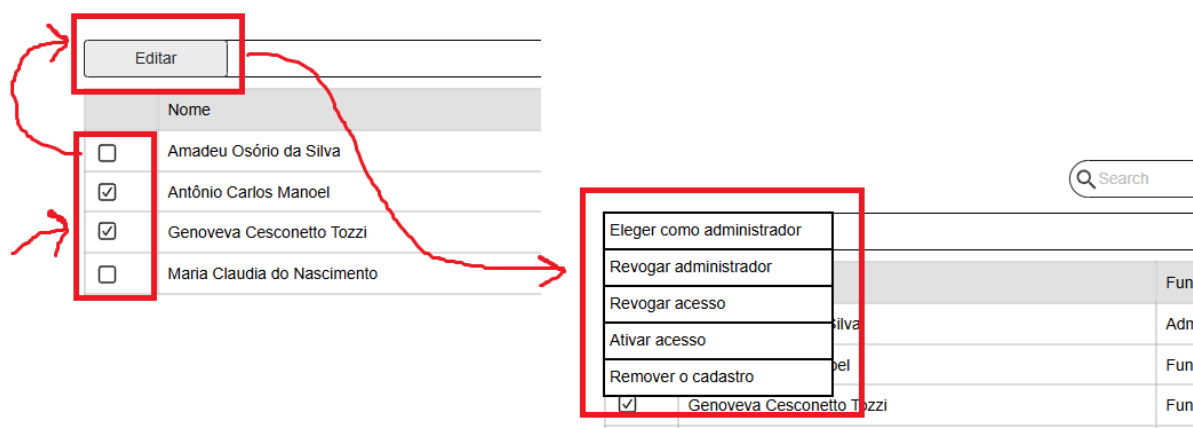 Editar
Nome
Amadeu Osório da Silva
Antônio Carlos Manoel
Genoveva Cesconetto Tozzi
Maria Claudia do Nascimento
Search
Eleger como administrador
Revogar administrador
Revogar acesso
Ativar acesso
Remover o cadastro
Fun
Silva Adm
oel Fun
Genoveva Cesconetto Tozzi Fun